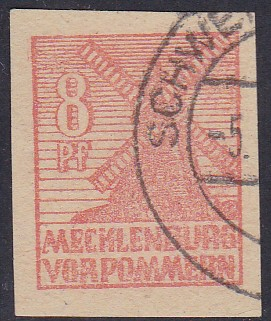 8
PF
SCHWE
-5.
MECKLENBURG
VORPOMMERN